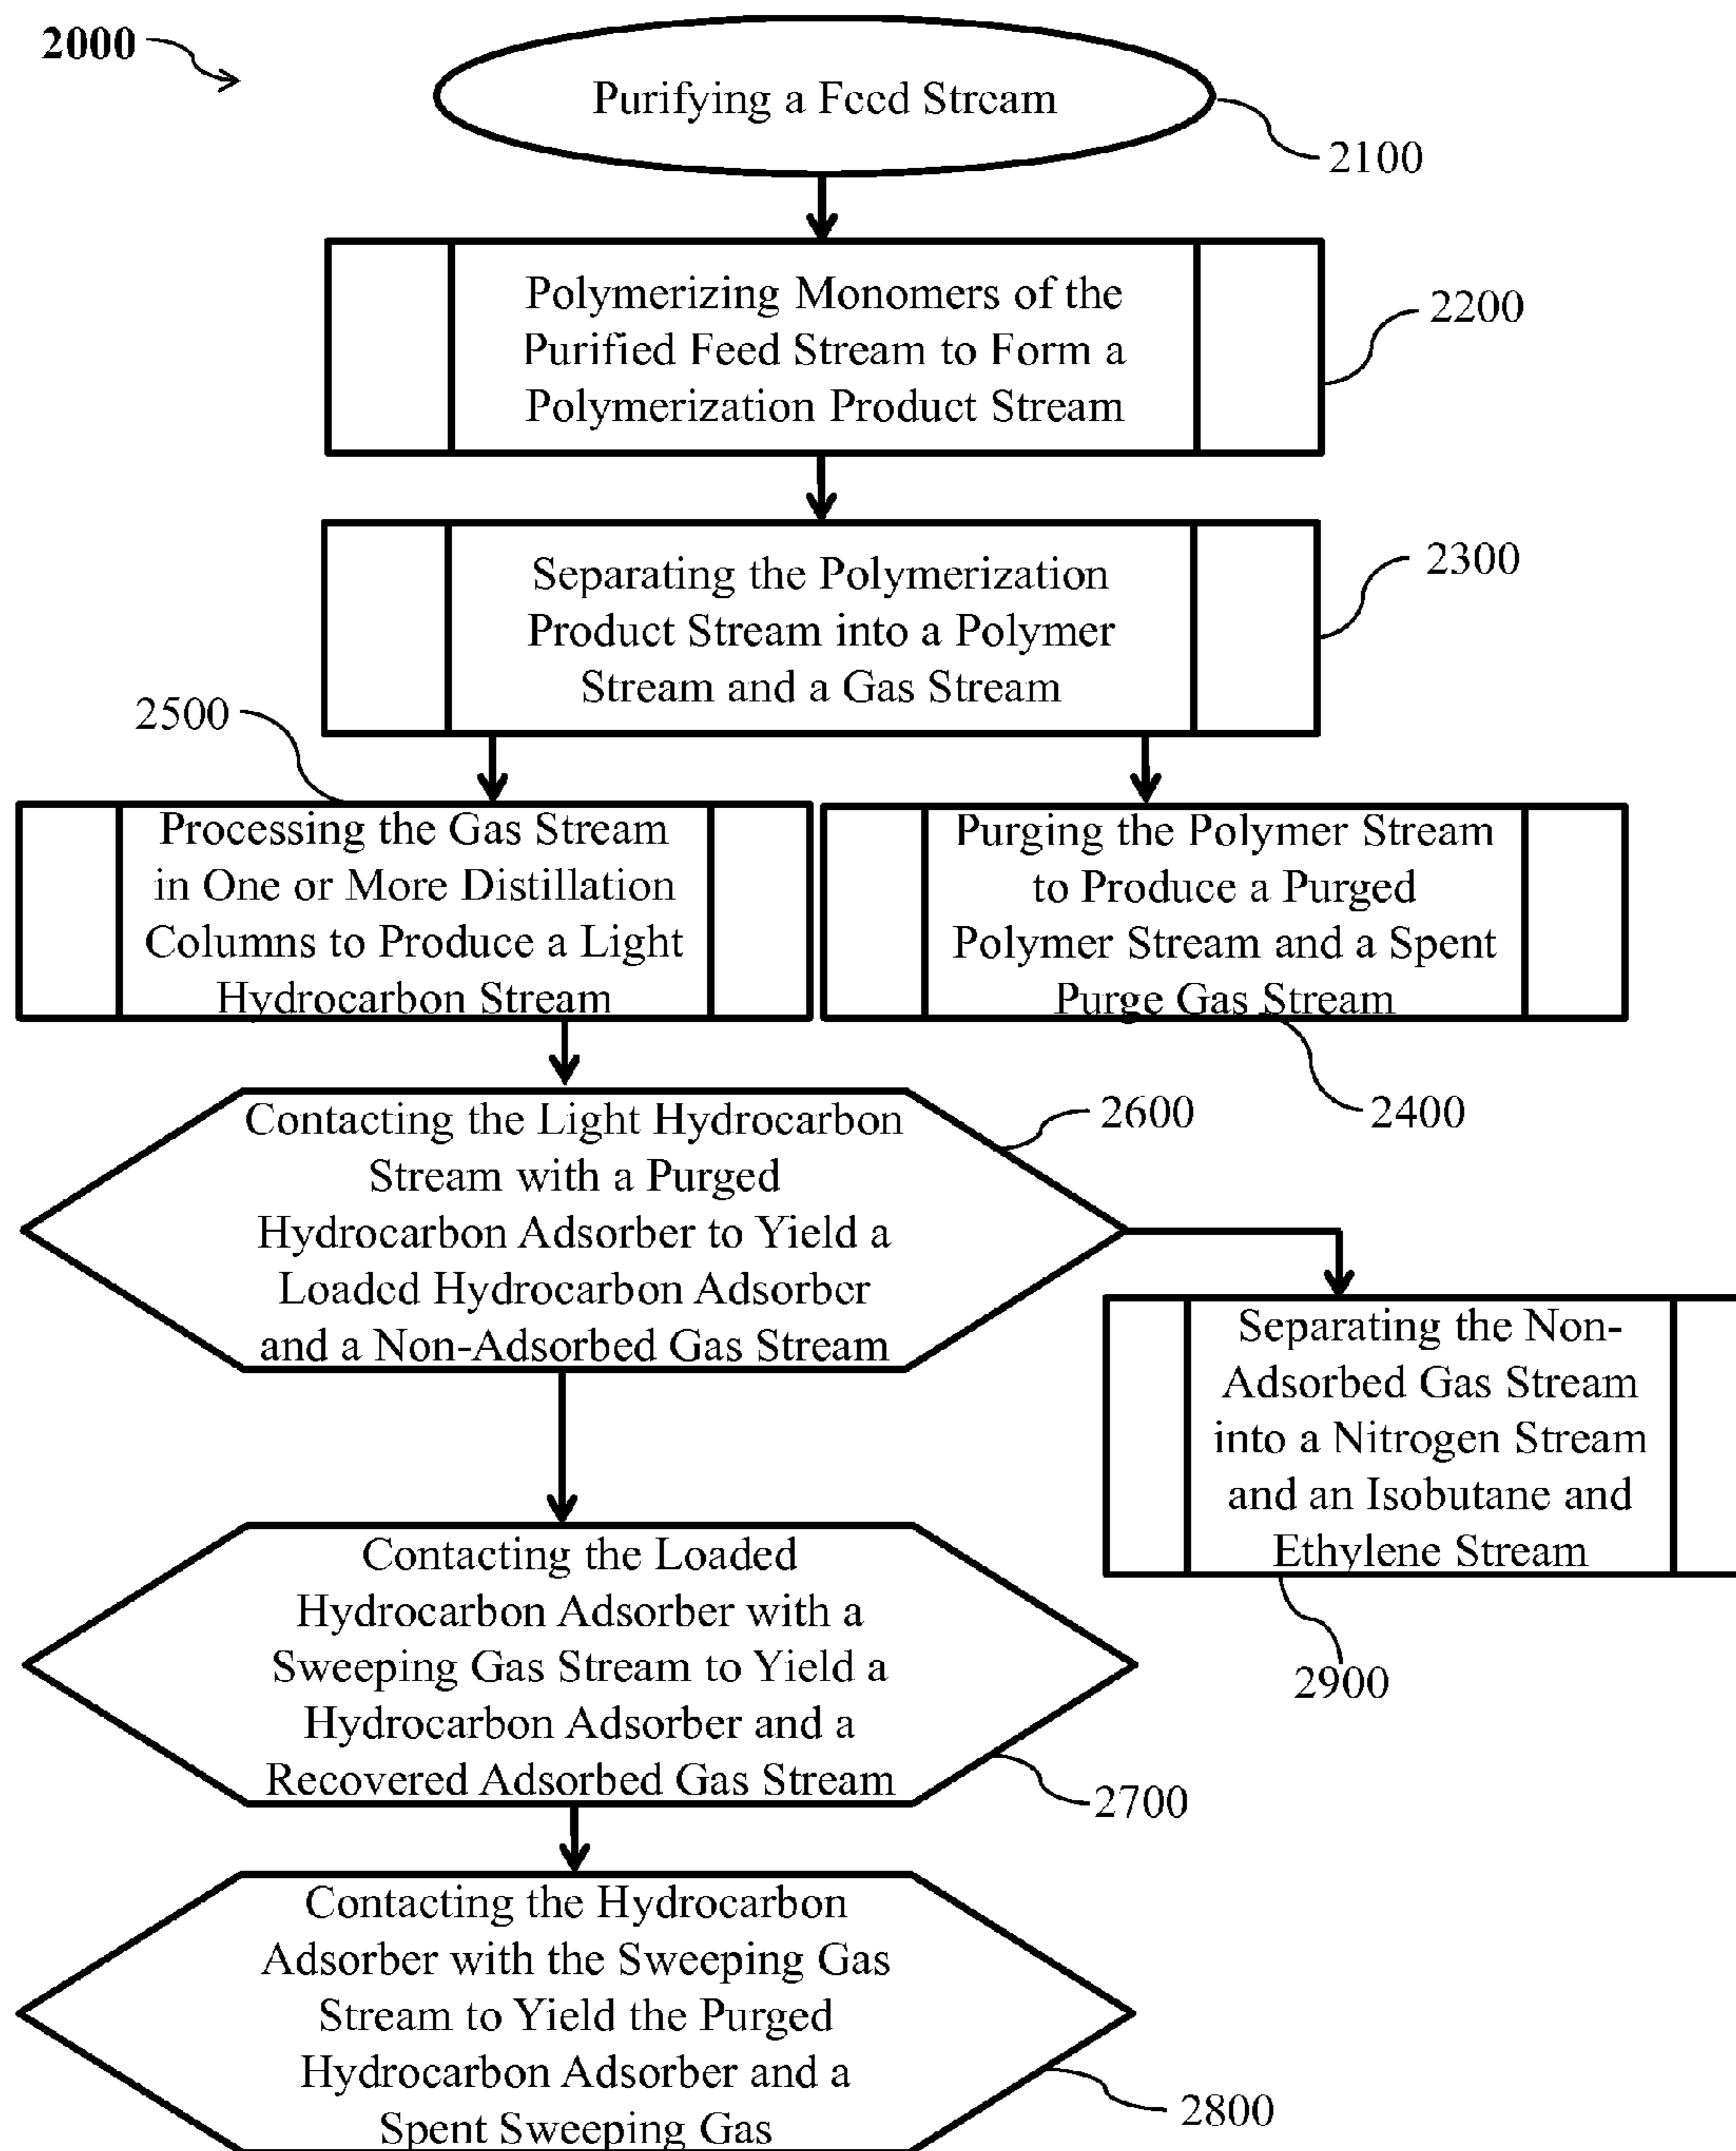 2000
Purifying a Feed Stream
2100
Polymerizing Monomers of the
Purified Feed Stream to Form a
Polymerization Product Stream
2200
Separating the Polymerization
Product Stream into a Polymer
Stream and a Gas Stream
2300
2500
Processing the Gas Stream
in One or More Distillation
Columns to Produce a Light
Hydrocarbon Stream
Purging the Polymer Stream
to Produce a Purged
Polymer Stream and a Spent
Purge Gas Stream
2400
Contacting the Light Hydrocarbon
Stream with a Purged
Hydrocarbon Adsorber to Yield a
Loaded Hydrocarbon Adsorber
and a Non-Adsorbed Gas Stream
2600
Separating the Non-
Adsorbed Gas Stream
into a Nitrogen Stream
and an Isobutane and
Ethylene Stream
2900
Contacting the Loaded
Hydrocarbon Adsorber with a
Sweeping Gas Stream to Yield a
Hydrocarbon Adsorber and a
Recovered Adsorbed Gas Stream
2700
Contacting the Hydrocarbon
Adsorber with the Sweeping Gas
Stream to Yield the Purged
Hydrocarbon Adsorber and a
Spent Sweeping Gas
2800